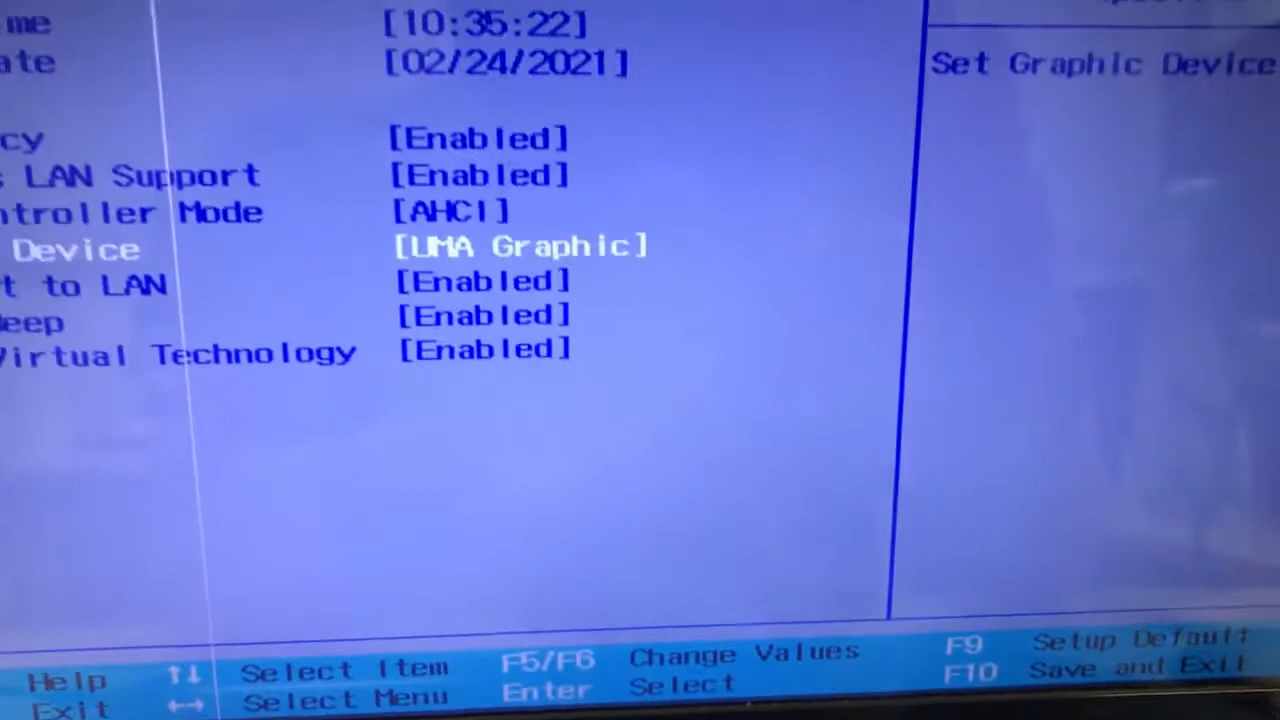 me [10:35:22]
ate [02/24/2021]
Set Graphic Device
cy [Enabled]
s LAN Support [Enabled]
ntroller Mode [AHCI]
Device [UMA Graphic]
t to LAN [Enabled]
eep [Enabled]
Virtual Technology [Enabled]
Help ↑↓ Select Item F5/F6 Change Values F9 Setup Default
Exit ↔ Select Menu Enter Select F10 Save and Exit